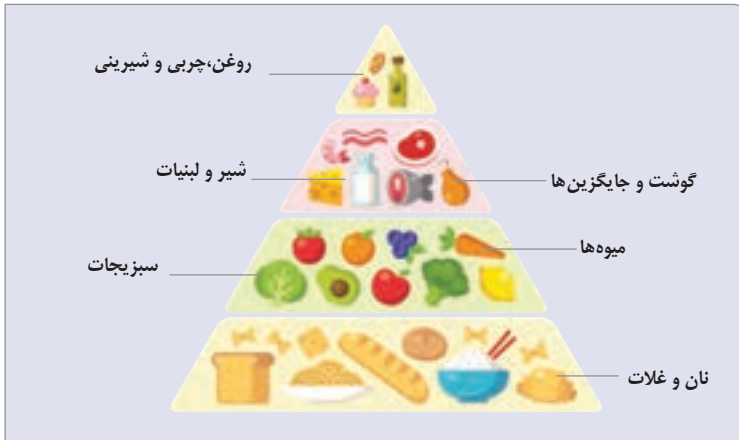 روغن،چربی و شیرینی
گوشت و جایگزین‌ها
شیر و لبنیات
میوه‌ها
سبزیجات
نان و غلات